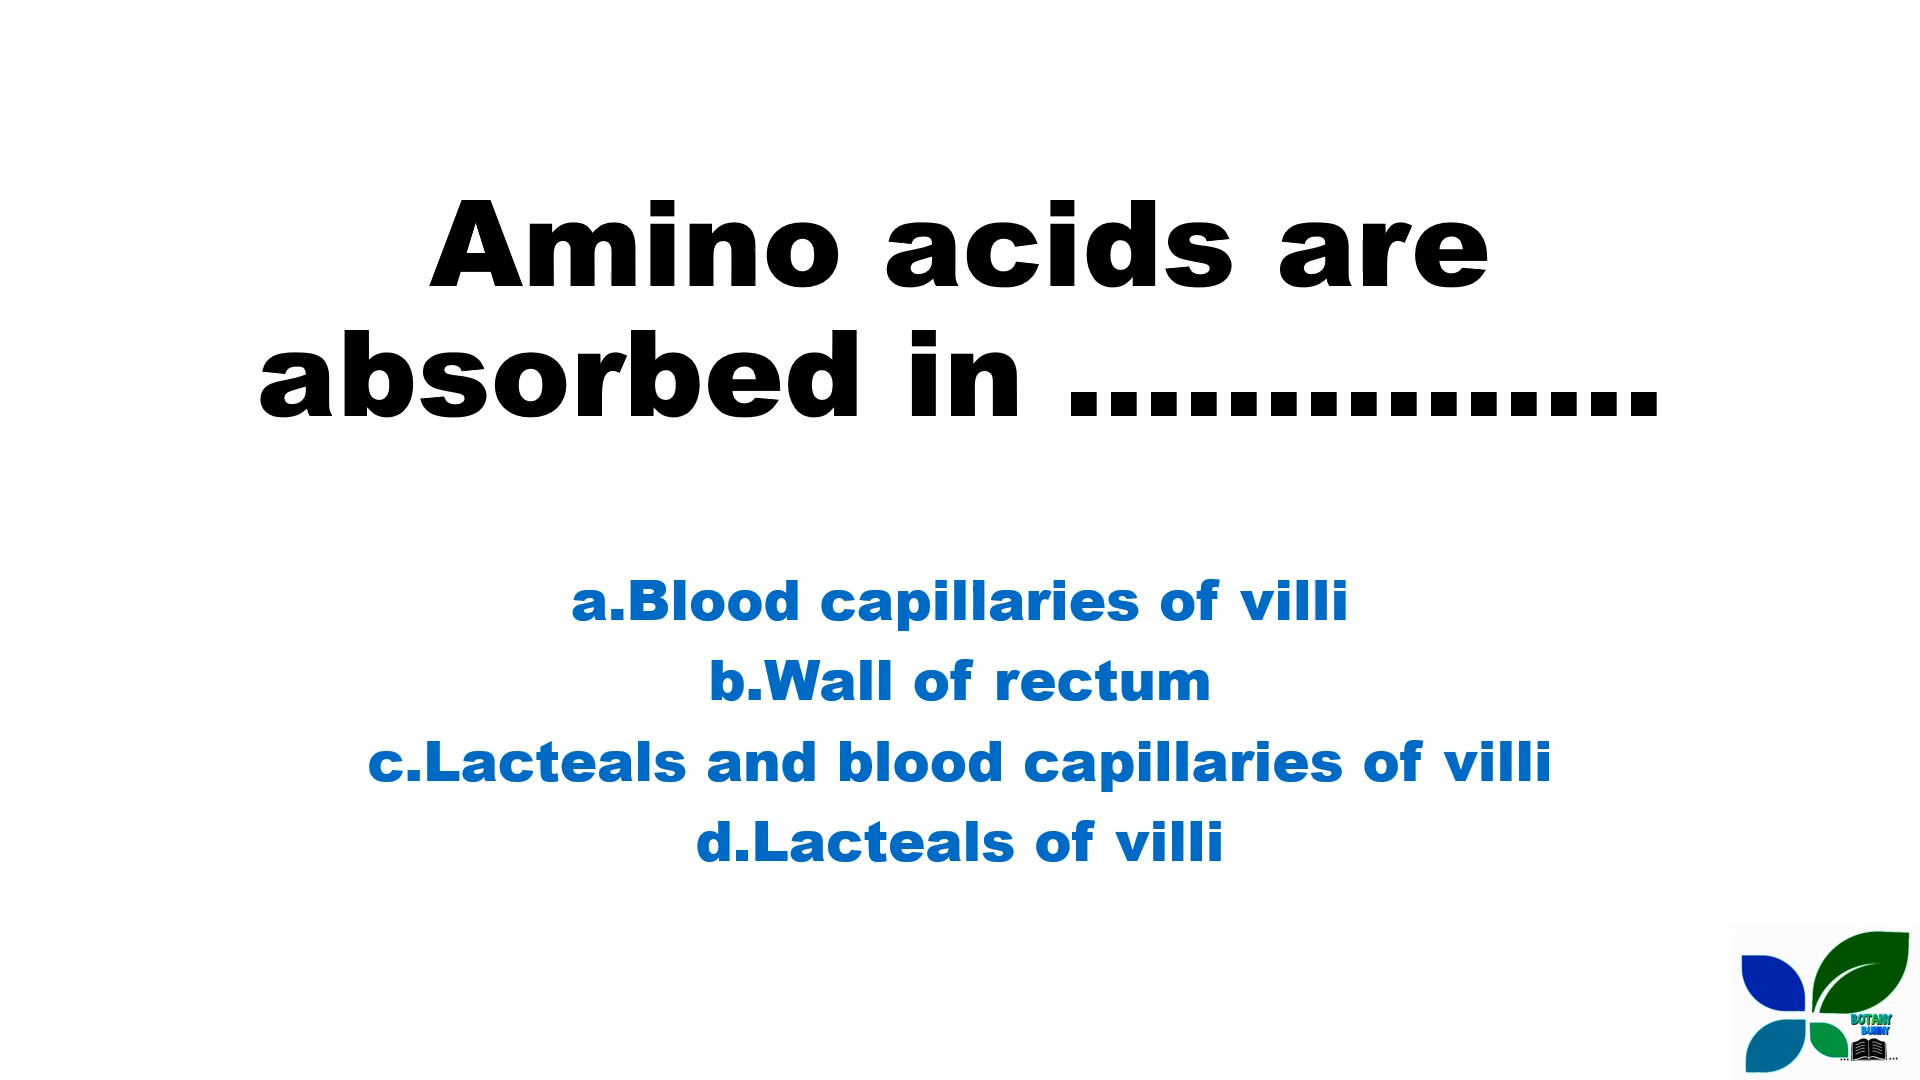 Amino acids are
absorbed in ……………
a.Blood capillaries of villi
b.Wall of rectum
c.Lacteals and blood capillaries of villi
d.Lacteals of villi
BOTANY
BUNNY